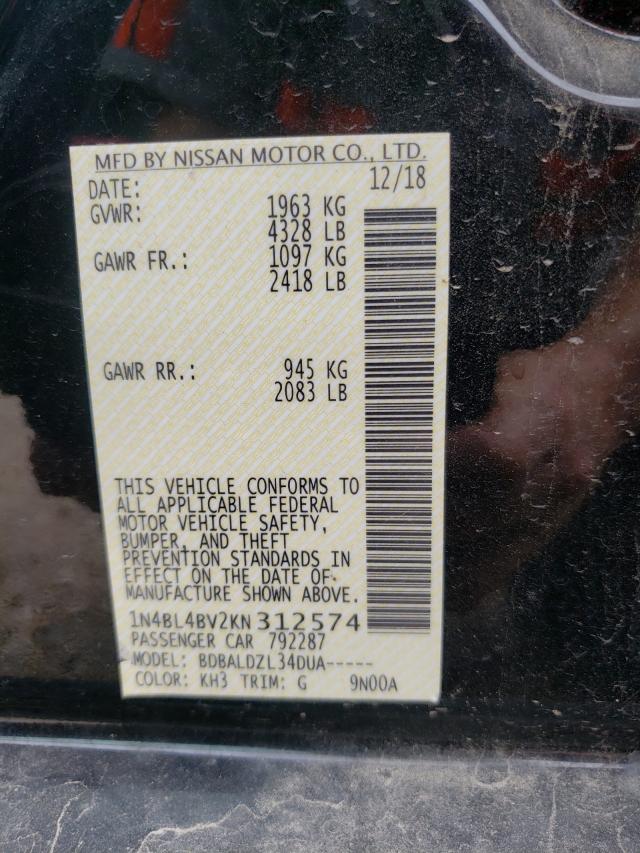 MFD BY NISSAN MOTOR CO., LTD.
DATE: 12/18
GVWR: 1963 KG
4328 LB
GAWR FR.: 1097 KG
2418 LB
GAWR RR.: 945 KG
2083 LB
THIS VEHICLE CONFORMS TO
ALL APPLICABLE FEDERAL
MOTOR VEHICLE SAFETY,
BUMPER, AND THEFT
PREVENTION STANDARDS IN
EFFECT ON THE DATE OF
MANUFACTURE SHOWN ABOVE.
1N4BL4BV2KN312574
PASSENGER CAR 792287
MODEL: BDBALDZL34DUA-----
COLOR: KH3 TRIM: G 9N00A